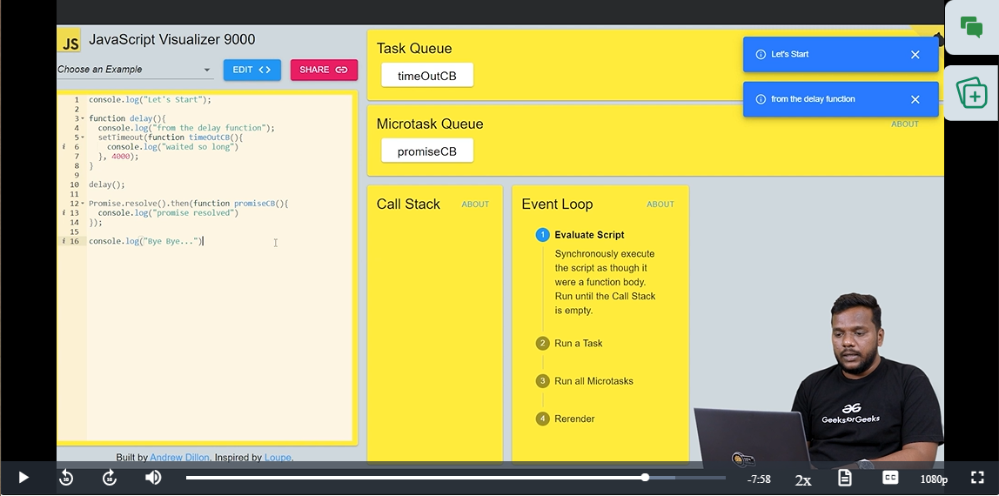 JS JavaScript Visualizer 9000
Choose an Example
EDIT <>
SHARE
1 console.log("Let's Start");
2
3 function delay(){
4 console.log("from the delay function");
5 setTimeout(function timeOutCB(){
i 6 console.log("waited so long")
7 }, 4000);
8 }
9
10 delay();
11
12 Promise.resolve().then(function promiseCB(){
i 13 console.log("promise resolved")
14 });
15
i 16 console.log("Bye Bye...")
Built by Andrew Dillon. Inspired by Loupe.
Task Queue
timeOutCB
Microtask Queue
ABOUT
promiseCB
Call Stack ABOUT
Event Loop ABOUT
1 Evaluate Script
Synchronously execute
the script as though it
were a function body.
Run until the Call Stack
is empty.
2 Run a Task
3 Run all Microtasks
4 Rerender
Let's Start
from the delay function
GeeksforGeeks
10
10
-7:58
2x
CC
1080p